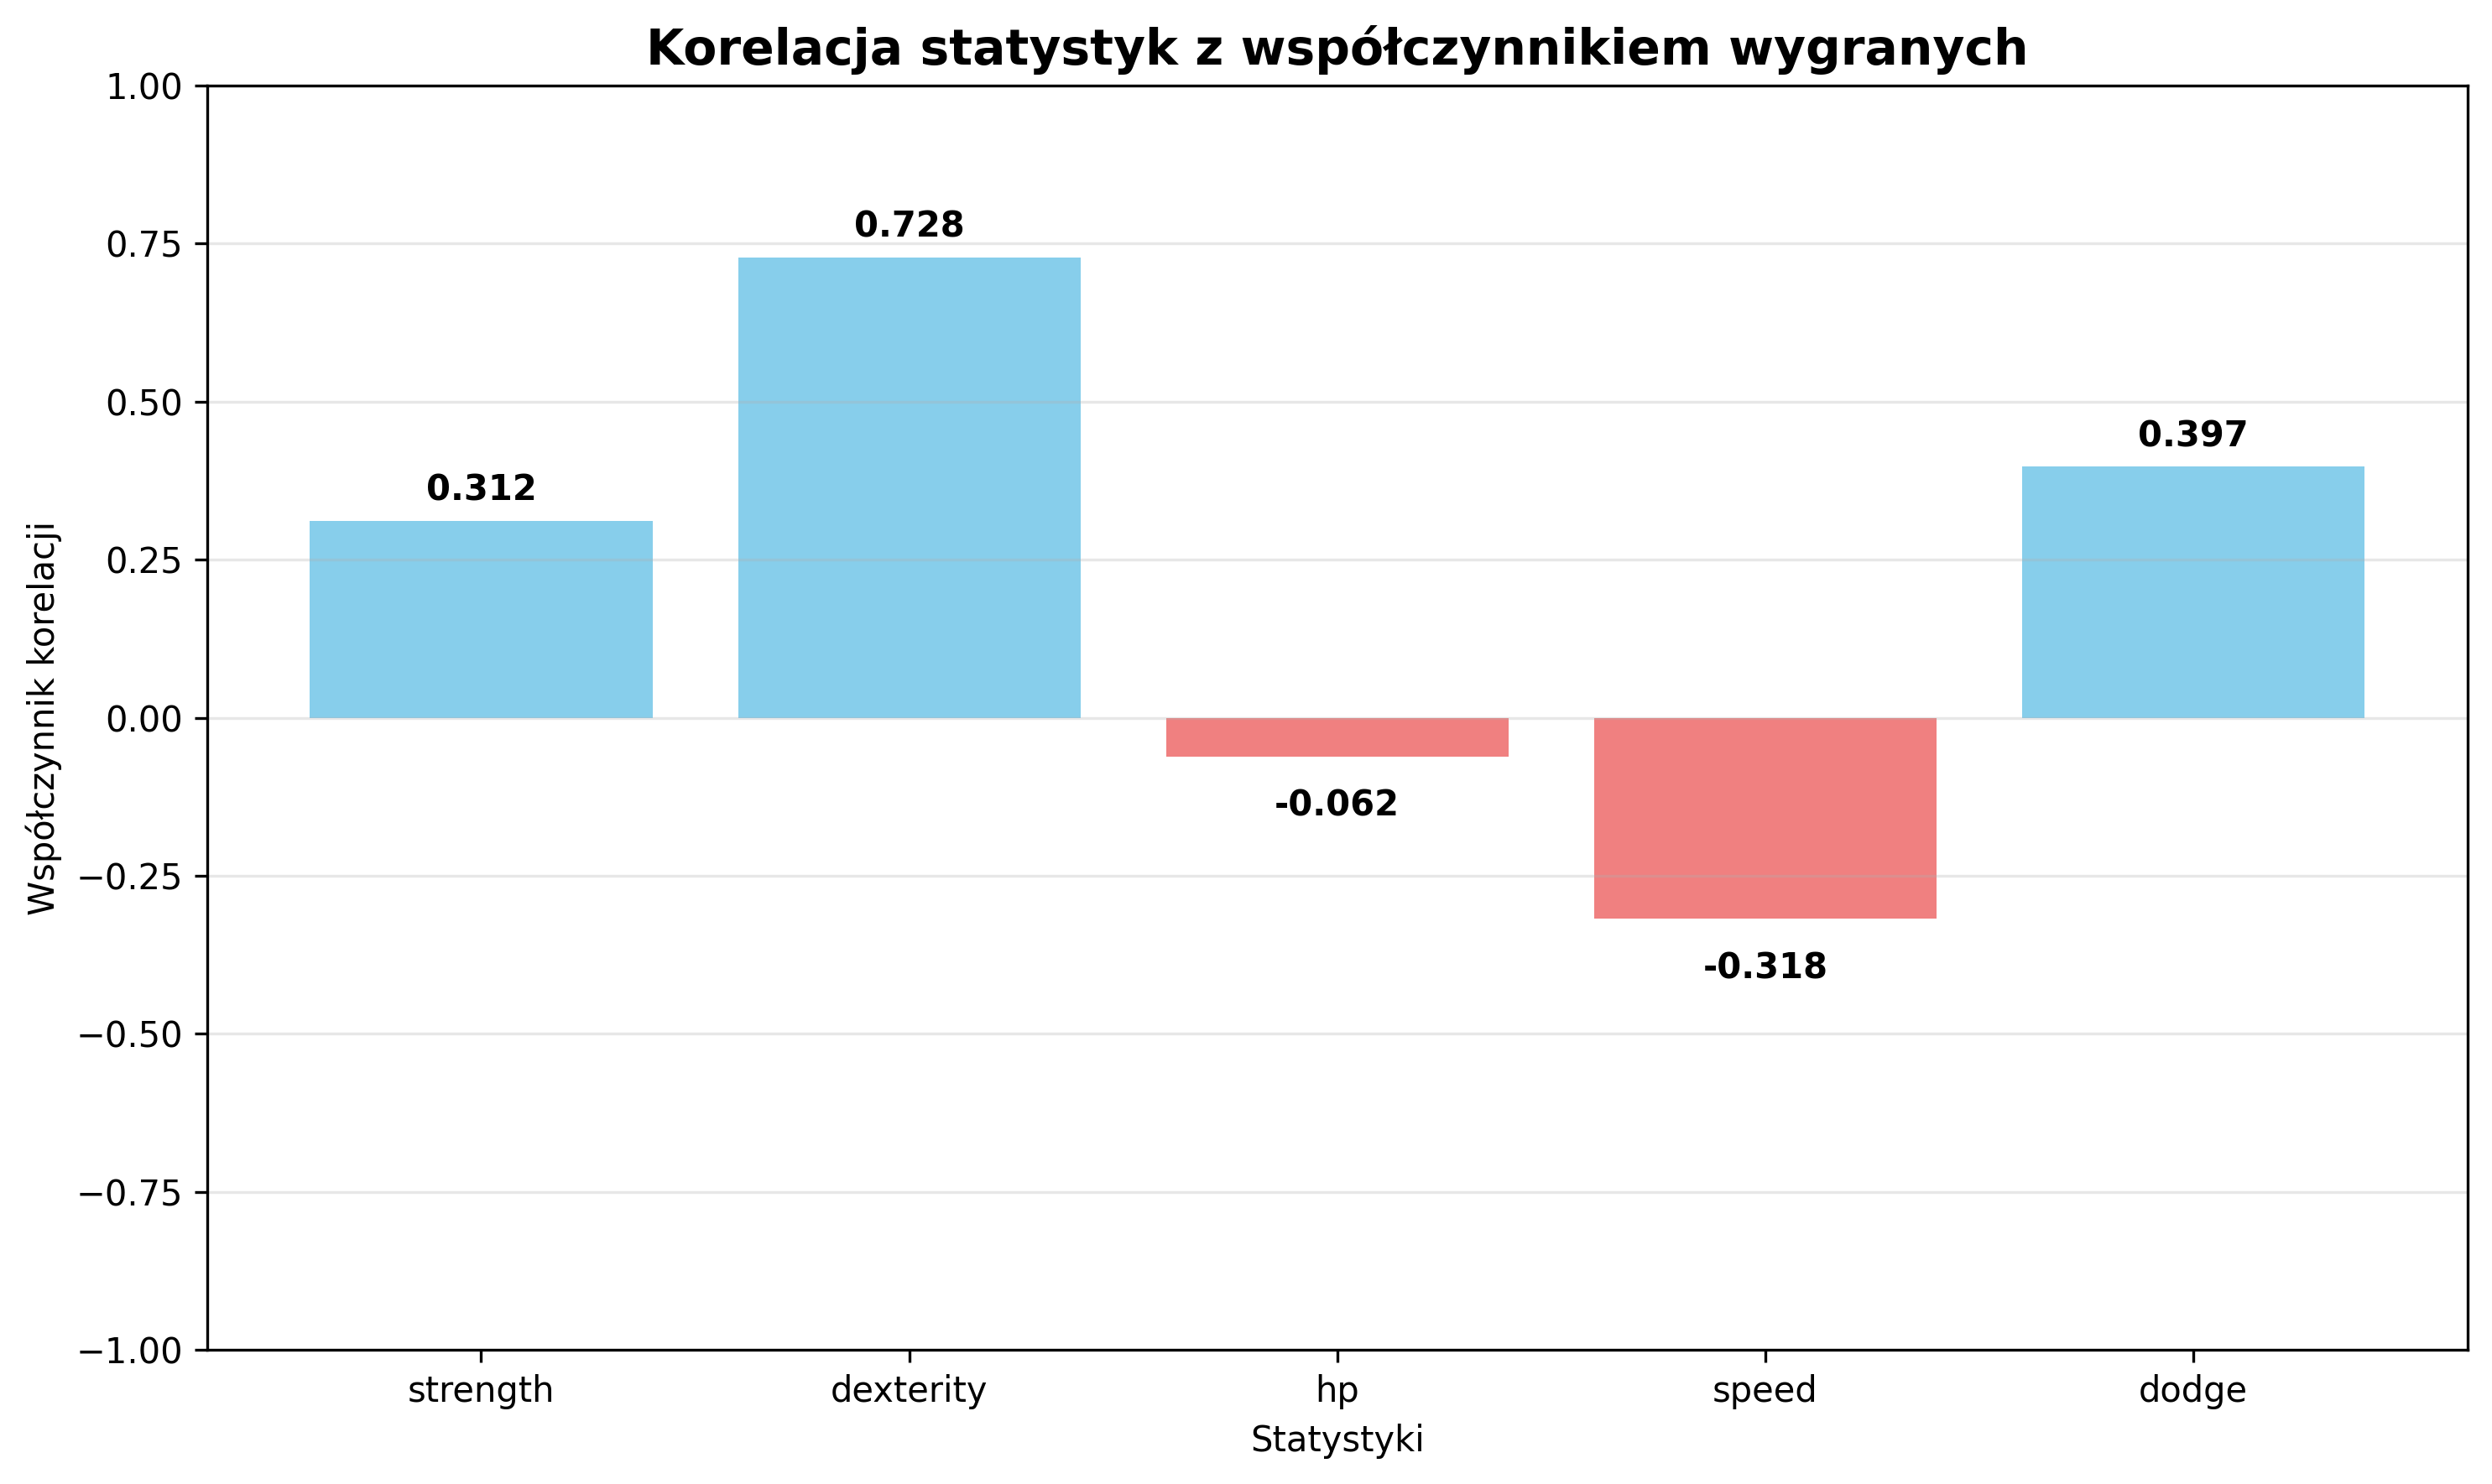 Korelacja statystyk z współczynnikiem wygranych
1.00
0.75
0.50
0.25
0.00
−0.25
−0.50
−0.75
−1.00
Współczynnik korelacji
0.312
0.728
-0.062
-0.318
0.397
strength
dexterity
hp
speed
dodge
Statystyki